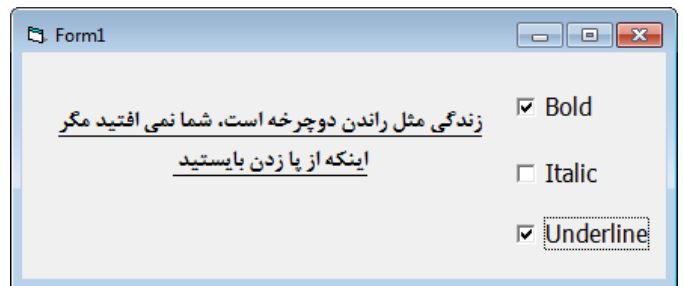 Form1
زندگی مثل راندن دوچرخه است، شما نمی افتید مگر
اینکه از پا زدن بایستید
Bold
Italic
Underline